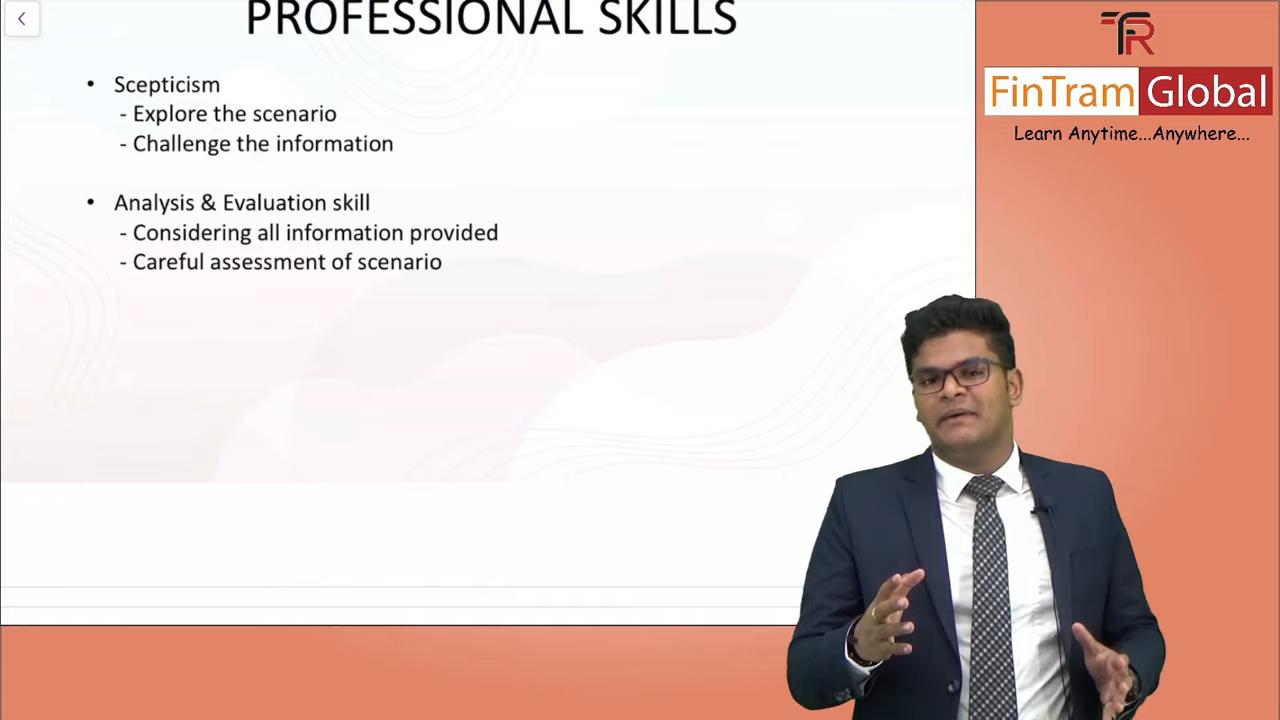 PROFESSIONAL SKILLS
• Scepticism
- Explore the scenario
- Challenge the information
• Analysis & Evaluation skill
- Considering all information provided
- Careful assessment of scenario
TFR
FinTram Global
Learn Anytime...Anywhere...